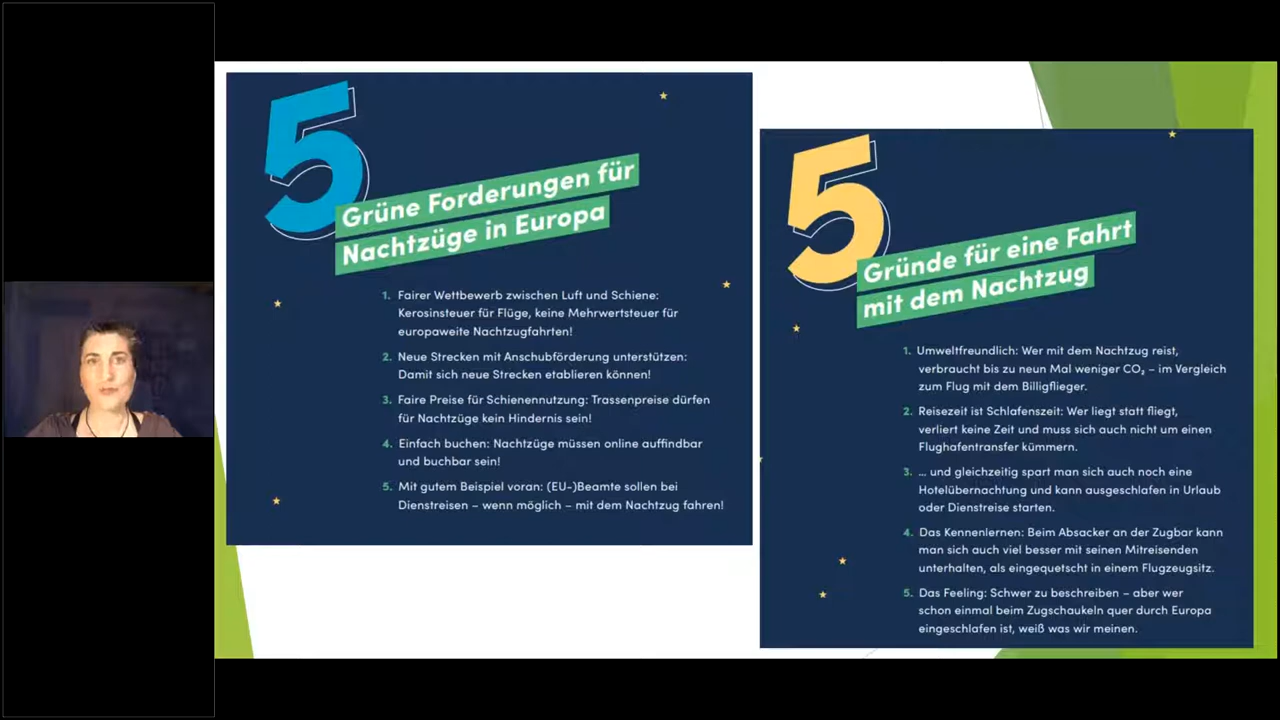 5
Grüne Forderungen für
Nachtzüge in Europa
1. Fairer Wettbewerb zwischen Luft und Schiene:
Kerosinsteuer für Flüge, keine Mehrwertsteuer für
europaweite Nachtzugfahrten!
2. Neue Strecken mit Anschubförderung unterstützen:
Damit sich neue Strecken etablieren können!
3. Faire Preise für Schienennutzung: Trassenpreise dürfen
für Nachtzüge kein Hindernis sein!
4. Einfach buchen: Nachtzüge müssen online auffindbar
und buchbar sein!
5. Mit gutem Beispiel voran: (EU-)Beamte sollen bei
Dienstreisen – wenn möglich – mit dem Nachtzug fahren!
5
Gründe für eine Fahrt
mit dem Nachtzug
1. Umweltfreundlich: Wer mit dem Nachtzug reist,
verbraucht bis zu neun Mal weniger CO₂ – im Vergleich
zum Flug mit dem Billigflieger.
2. Reisezeit ist Schlafenszeit: Wer liegt statt fliegt,
verliert keine Zeit und muss sich auch nicht um einen
Flughafentransfer kümmern.
3. ... und gleichzeitig spart man sich auch noch eine
Hotelübernachtung und kann ausgeschlafen in Urlaub
oder Dienstreise starten.
4. Das Kennenlernen: Beim Absacker an der Zugbar kann
man sich auch viel besser mit seinen Mitreisenden
unterhalten, als eingequetscht in einem Flugzeugsitz.
5. Das Feeling: Schwer zu beschreiben – aber wer
schon einmal beim Zugschaukeln quer durch Europa
eingeschlafen ist, weiß was wir meinen.